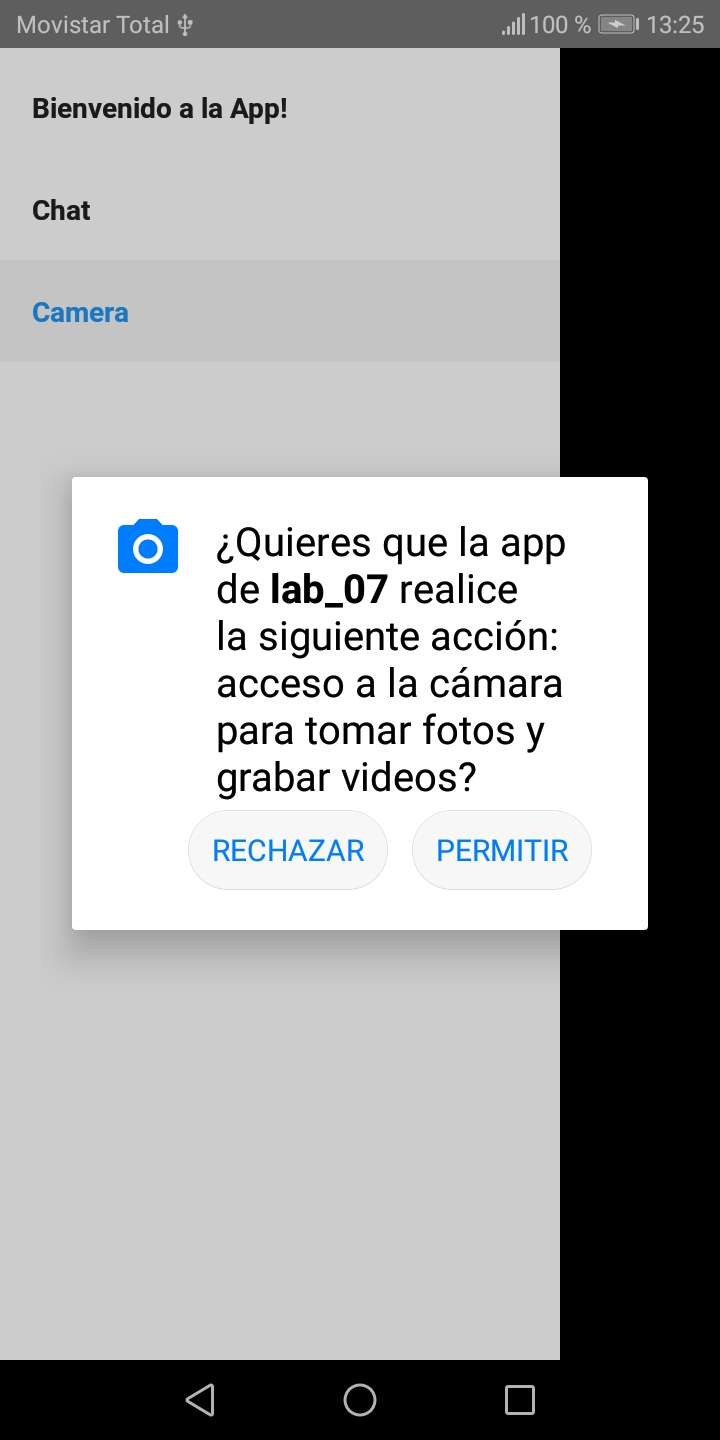 Movistar Total 100 % 13:25
Bienvenido a la App!
Chat
Camera
¿Quieres que la app
de lab_07 realice
la siguiente acción:
acceso a la cámara
para tomar fotos y
grabar videos?
RECHAZAR PERMITIR